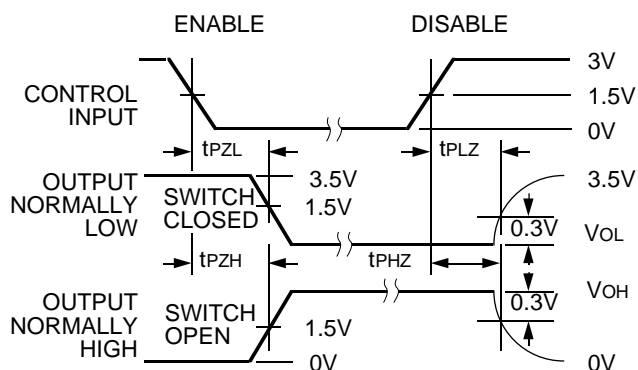 ENABLE DISABLE
3V
CONTROL INPUT
1.5V
0V
tPZL tPLZ
OUTPUT NORMALLY LOW
SWITCH CLOSED
3.5V
1.5V
3.5V
0.3V
VOL
tPZH tPHZ
OUTPUT NORMALLY HIGH
SWITCH OPEN
1.5V
0V
0.3V
VOH
0V